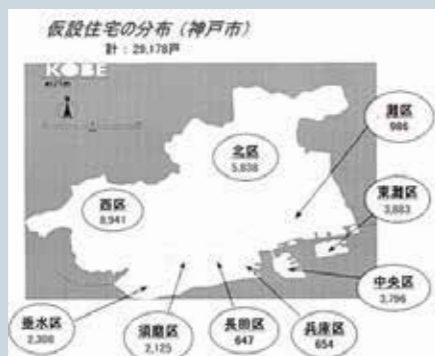 仮設住宅の分布（神戸市）
計：29,178戸
KOBE
灘区
986
北区
5,838
東灘区
3,883
西区
8,941
中央区
3,796
垂水区
2,308
須磨区
2,125
長田区
647
兵庫区
654